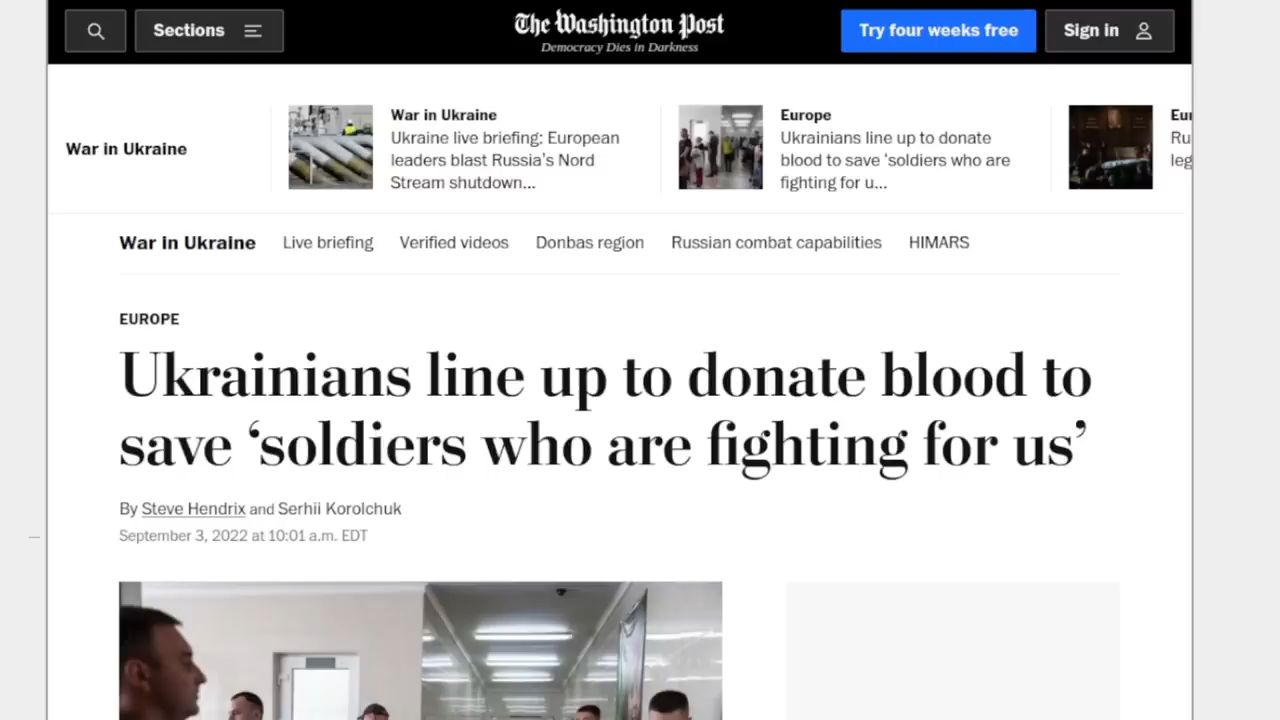 Sections
The Washington Post
Democracy Dies in Darkness
Try four weeks free
Sign in
War in Ukraine
War in Ukraine
Ukraine live briefing: European
leaders blast Russia’s Nord
Stream shutdown...
Europe
Ukrainians line up to donate
blood to save ‘soldiers who are
fighting for u...
Eur
Ru
leg
War in Ukraine
Live briefing
Verified videos
Donbas region
Russian combat capabilities
HIMARS
EUROPE
Ukrainians line up to donate blood to
save ‘soldiers who are fighting for us’
By Steve Hendrix and Serhii Korolchuk
September 3, 2022 at 10:01 a.m. EDT